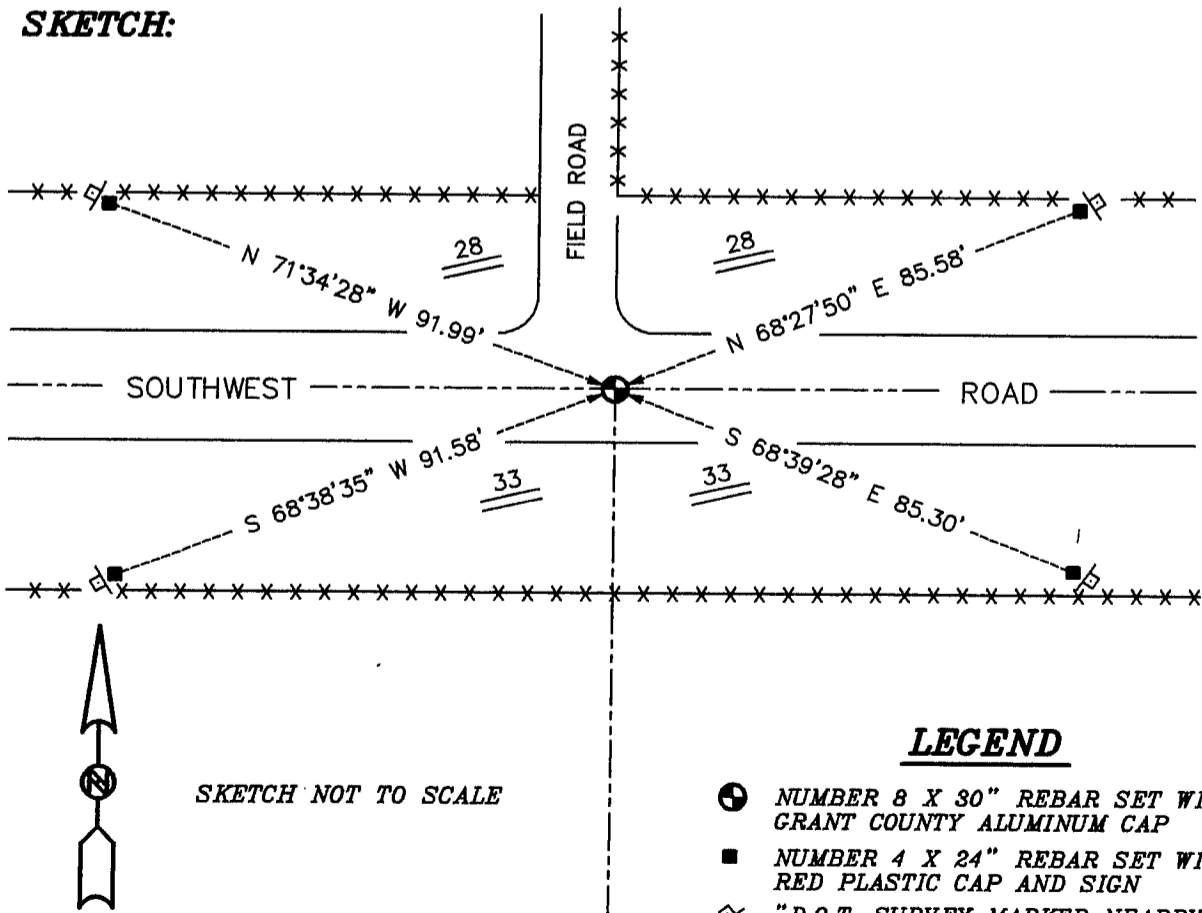 SKETCH:
FIELD ROAD
28
28
N 71°34'28" W 91.99'
N 68°27'50" E 85.58'
SOUTHWEST
ROAD
S 68°38'35" W 91.58'
S 68°39'28" E 85.30'
33
33
N
SKETCH NOT TO SCALE
LEGEND
NUMBER 8 X 30" REBAR SET
GRANT COUNTY ALUMINUM CAP
NUMBER 4 X 24" REBAR SET
RED PLASTIC CAP AND SIGN
"D.O.T. SURVEY MARKER